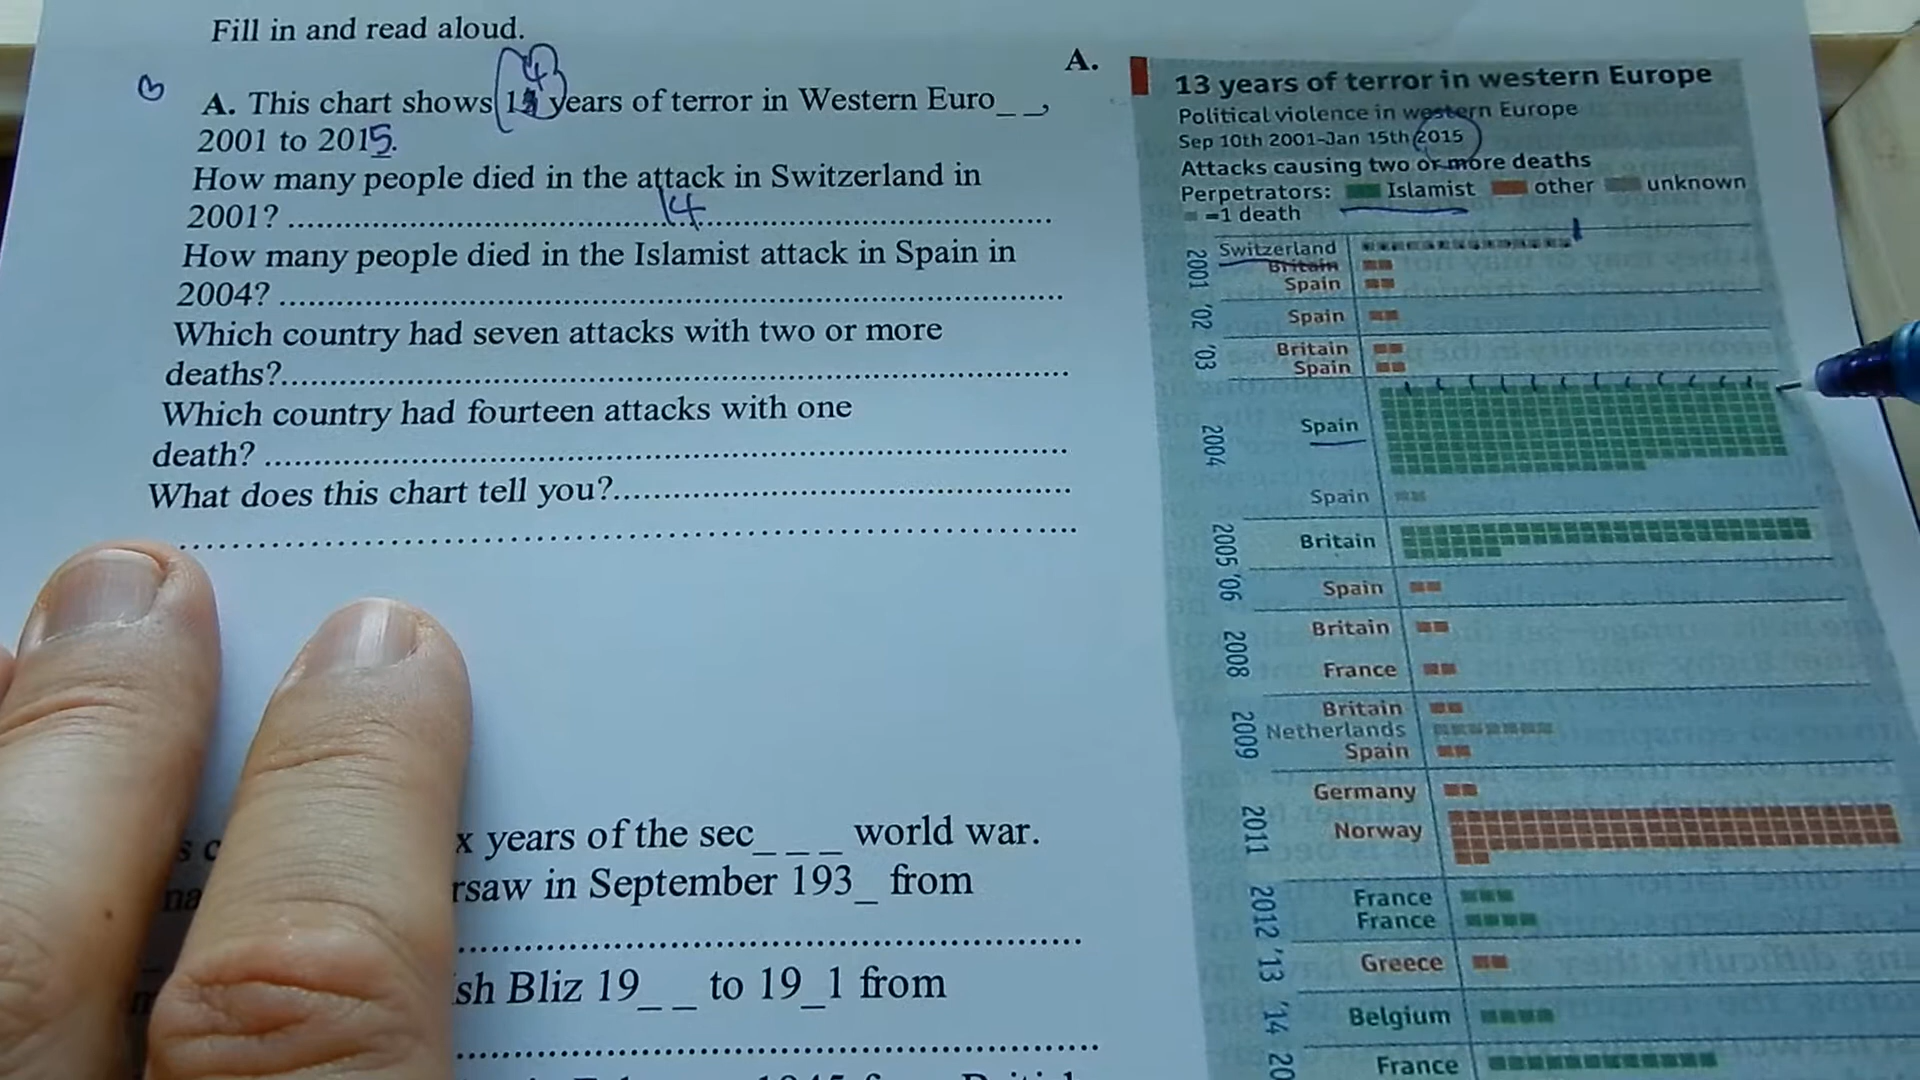 Fill in and read aloud.
A. This chart shows 14 years of terror in Western Euro_ _,
2001 to 2015.
How many people died in the attack in Switzerland in
2001? 14
How many people died in the Islamist attack in Spain in
2004?
Which country had seven attacks with two or more
deaths?
Which country had fourteen attacks with one
death?
What does this chart tell you?
x years of the sec_ _ _ world war.
rsaw in September 193_ from
sh Bliz 19_ _ to 19_1 from
A.
13 years of terror in western Europe
Political violence in western Europe
Sep 10th 2001–Jan 15th 2015
Attacks causing two or more deaths
Perpetrators: Islamist other unknown
=1 death
2001
Switzerland
Britain
Spain
'02
Spain
'03
Britain
Spain
2004
Spain
Spain
2005
Britain
'06
Spain
2008
Britain
France
2009
Britain
Netherlands
Spain
2011
Germany
Norway
2012
France
France
'13
Greece
'14
Belgium
20
France